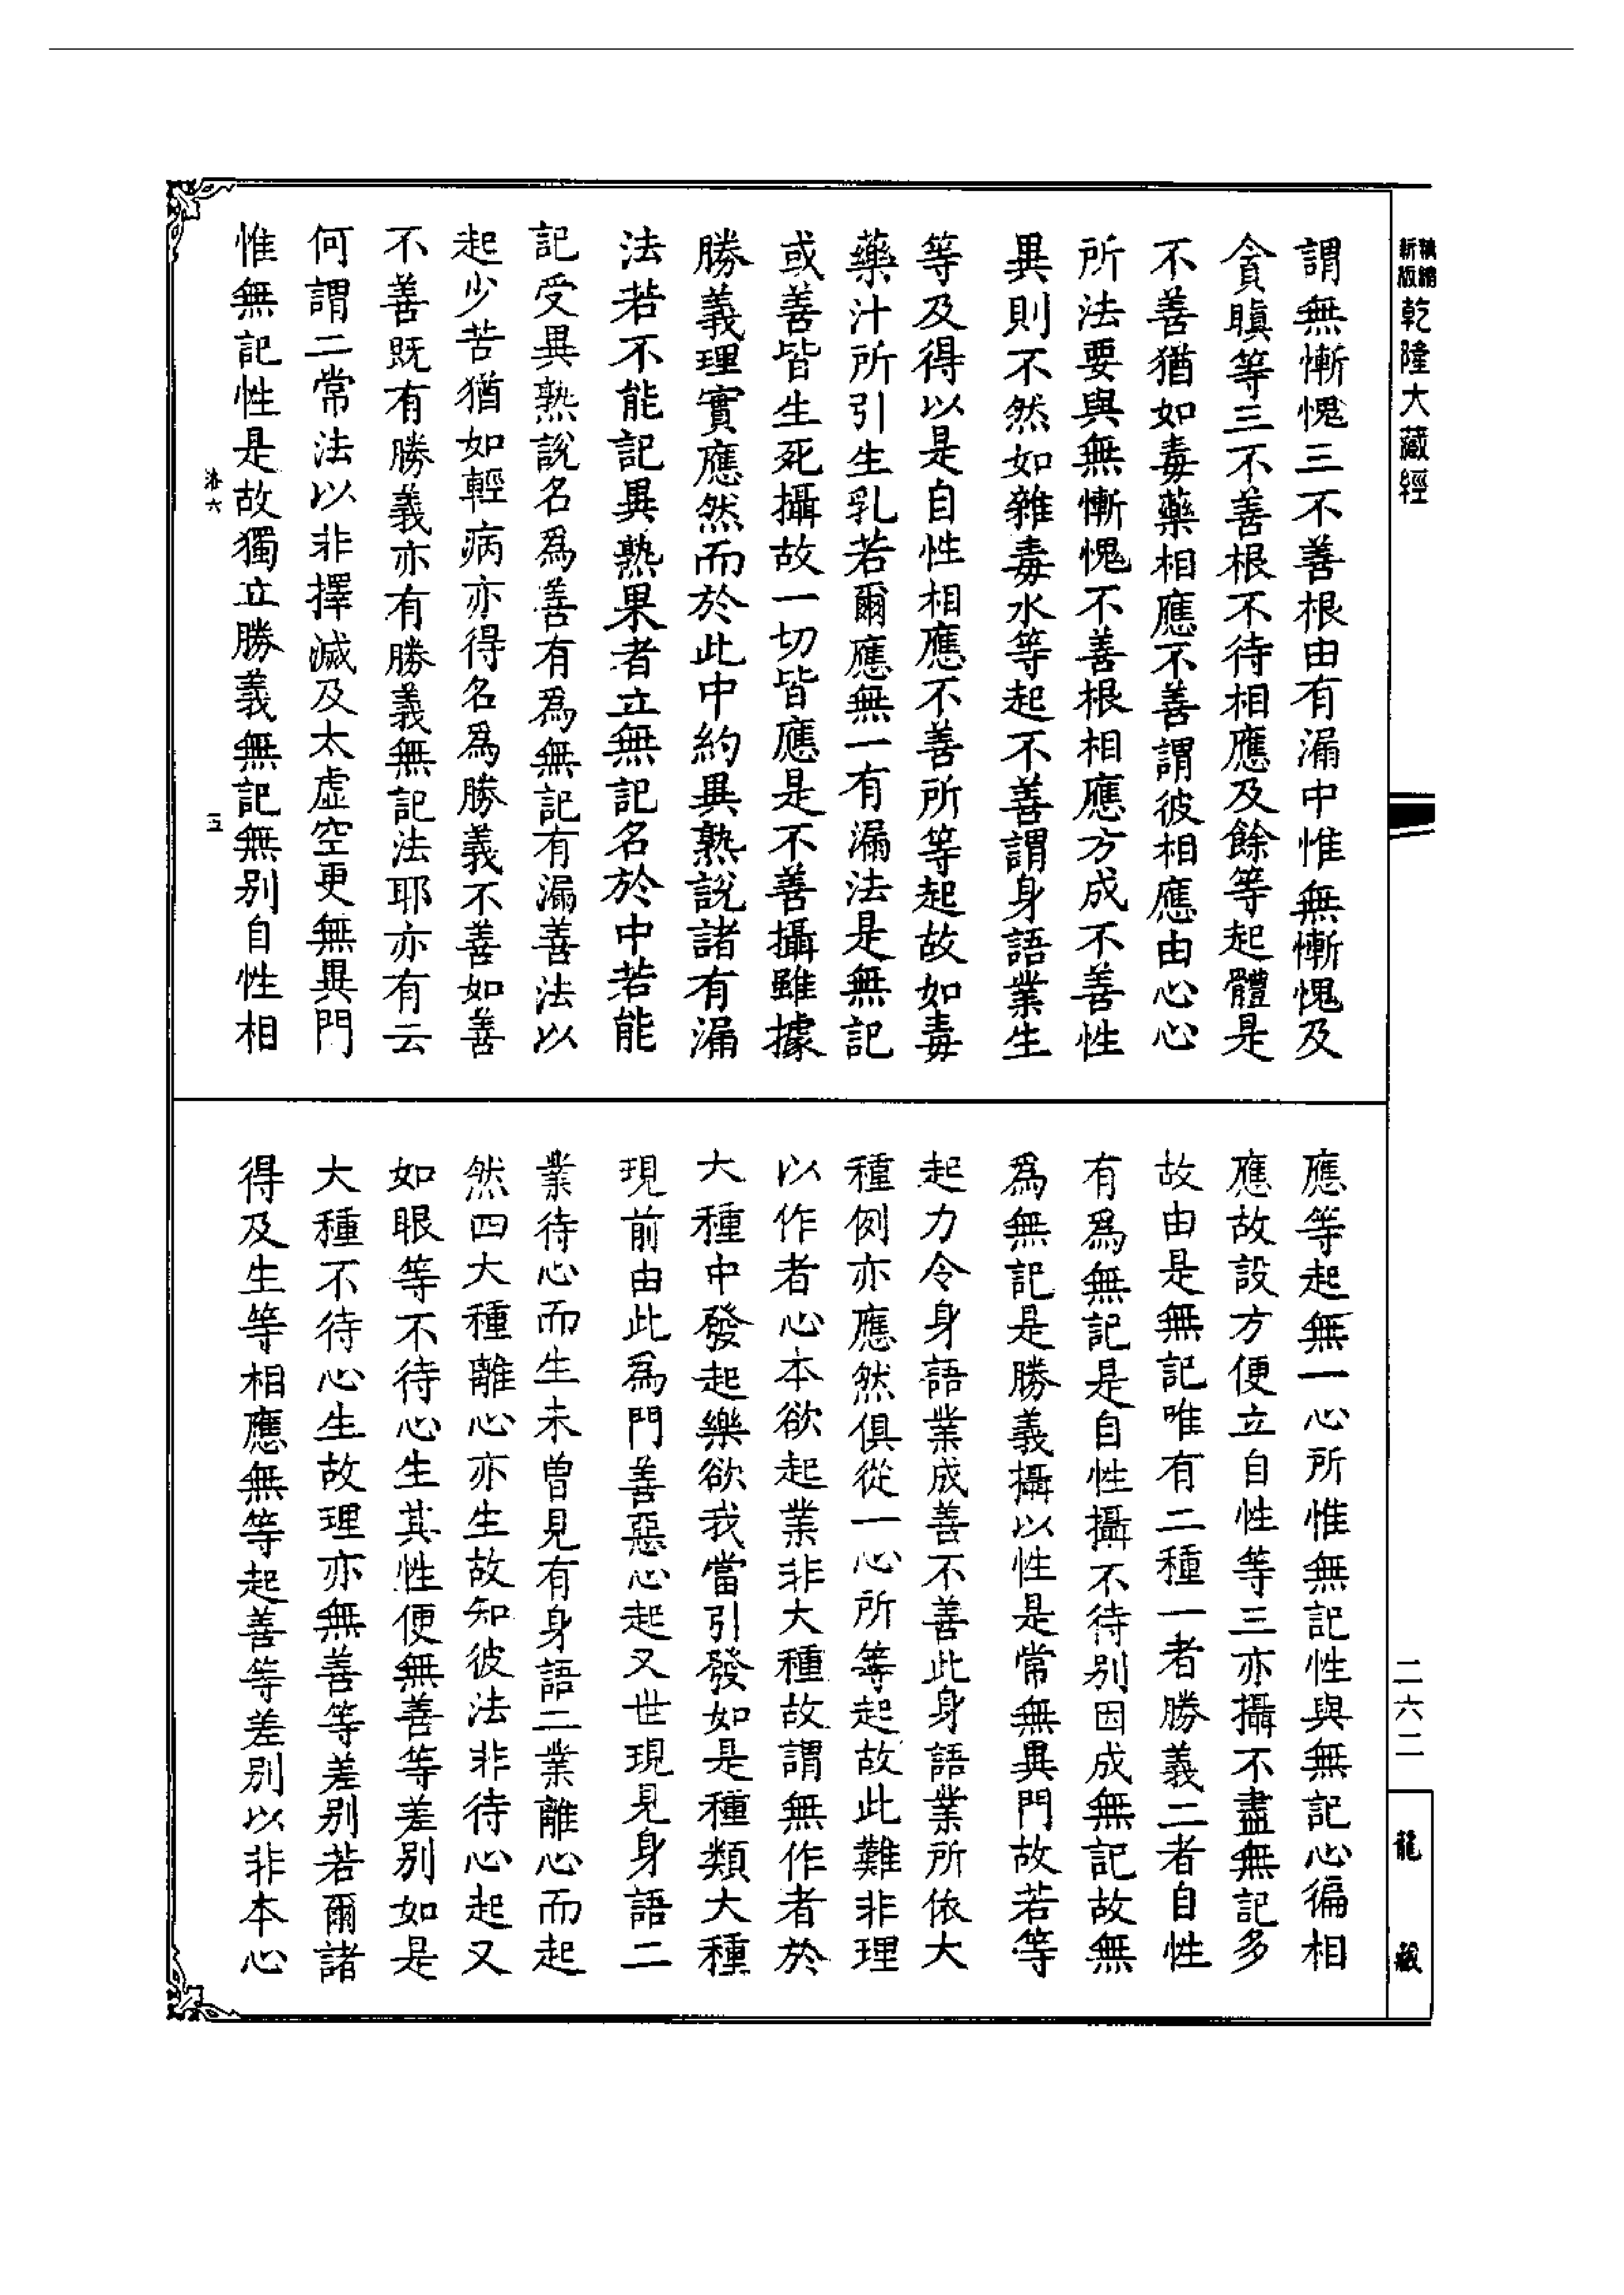 精縮
新版
乾隆大藏經
謂無慚愧三不善根由有漏中惟無慚愧及
貪瞋等三不善根不待相應及餘等起體是
不善猶如毒藥相應不善謂彼相應由心心
所法要與無慚愧不善根相應方成不善性
異則不然如雜毒水等起不善謂身語業生
等及得以是自性相應不善所等起故如毒
藥汁所引生乳若爾應無一有漏法是無記
或善皆生死攝故一切皆應是不善攝雖據
勝義理實應然而於此中約異熟說諸有漏
法若不能記異熟果者立無記名於中若能
記受異熟說名為善有為無記有漏善法以
起少苦猶如輕病亦得名為勝義不善如善
不善既有勝義亦有勝義無記法耶亦有云
何謂二常法以非擇滅及太虛空更無異門
惟無記性是故獨立勝義無記無別自性相
應等起無一心所惟無記性與無記心徧相
應故設方便立自性等三亦攝不盡無記多
故由是無記唯有二種一者勝義二者自性
有為無記是自性攝不待別因成無記故無
為無記是勝義攝以性是常無異門故若等
起力令身語業成善不善此身語業所依大
種例亦應然俱從一心所等起故此難非理
以作者心本欲起業非大種故謂無作者於
大種中發起樂欲我當引發如是種類大種
現前由此為門善惡心起又世現見身語二
業待心而生未曾見有身語二業離心而起
然四大種離心亦生故知彼法非待心起又
如眼等不待心生其性便無善等差別如是
大種不待心生故理亦無善等差別若爾諸
得及生等相應無等起善等差別以非本心
六
五
二六二
龍藏